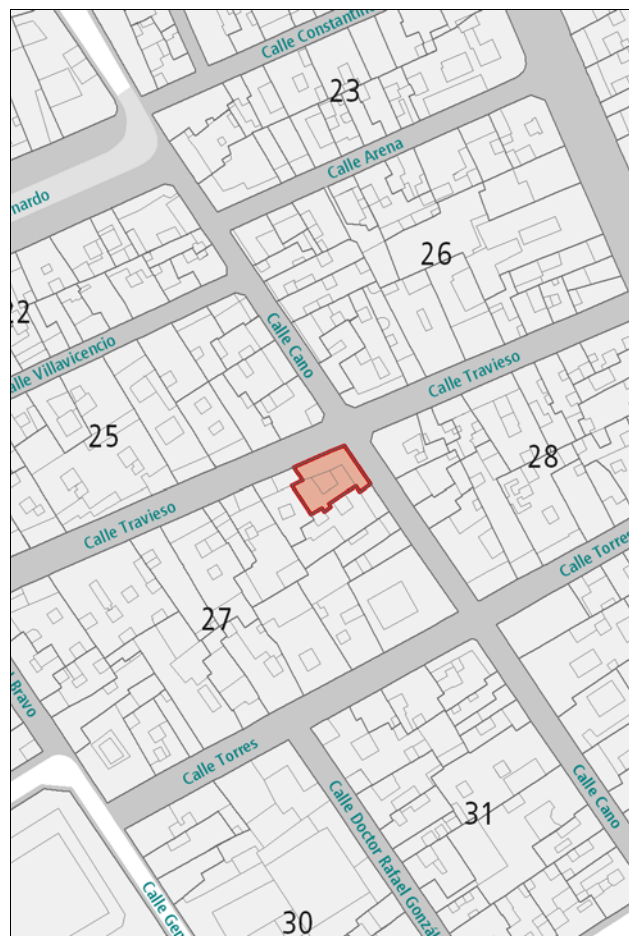 Calle Constantino
23
Calle Arena
nardo
26
22
Calle Cano
Calle Villavicencio
Calle Travieso
25
28
Calle Travieso
Calle Torres
27
Bravo
Calle Torres
Calle Cano
Calle Doctor Rafael Gonzál
31
Calle Gen
30